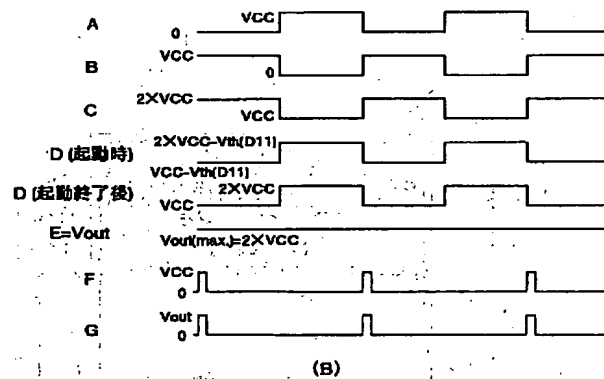 A
VCC
0
B
VCC
0
C
2×VCC
VCC
D (起動時)
2×VCC-Vth(D11)
VCC-Vth(D11)
D (起動終了後)
2×VCC
VCC
E=Vout
Vout(max,)=2×VCC
F
VCC
0
G
Vout
0
(B)